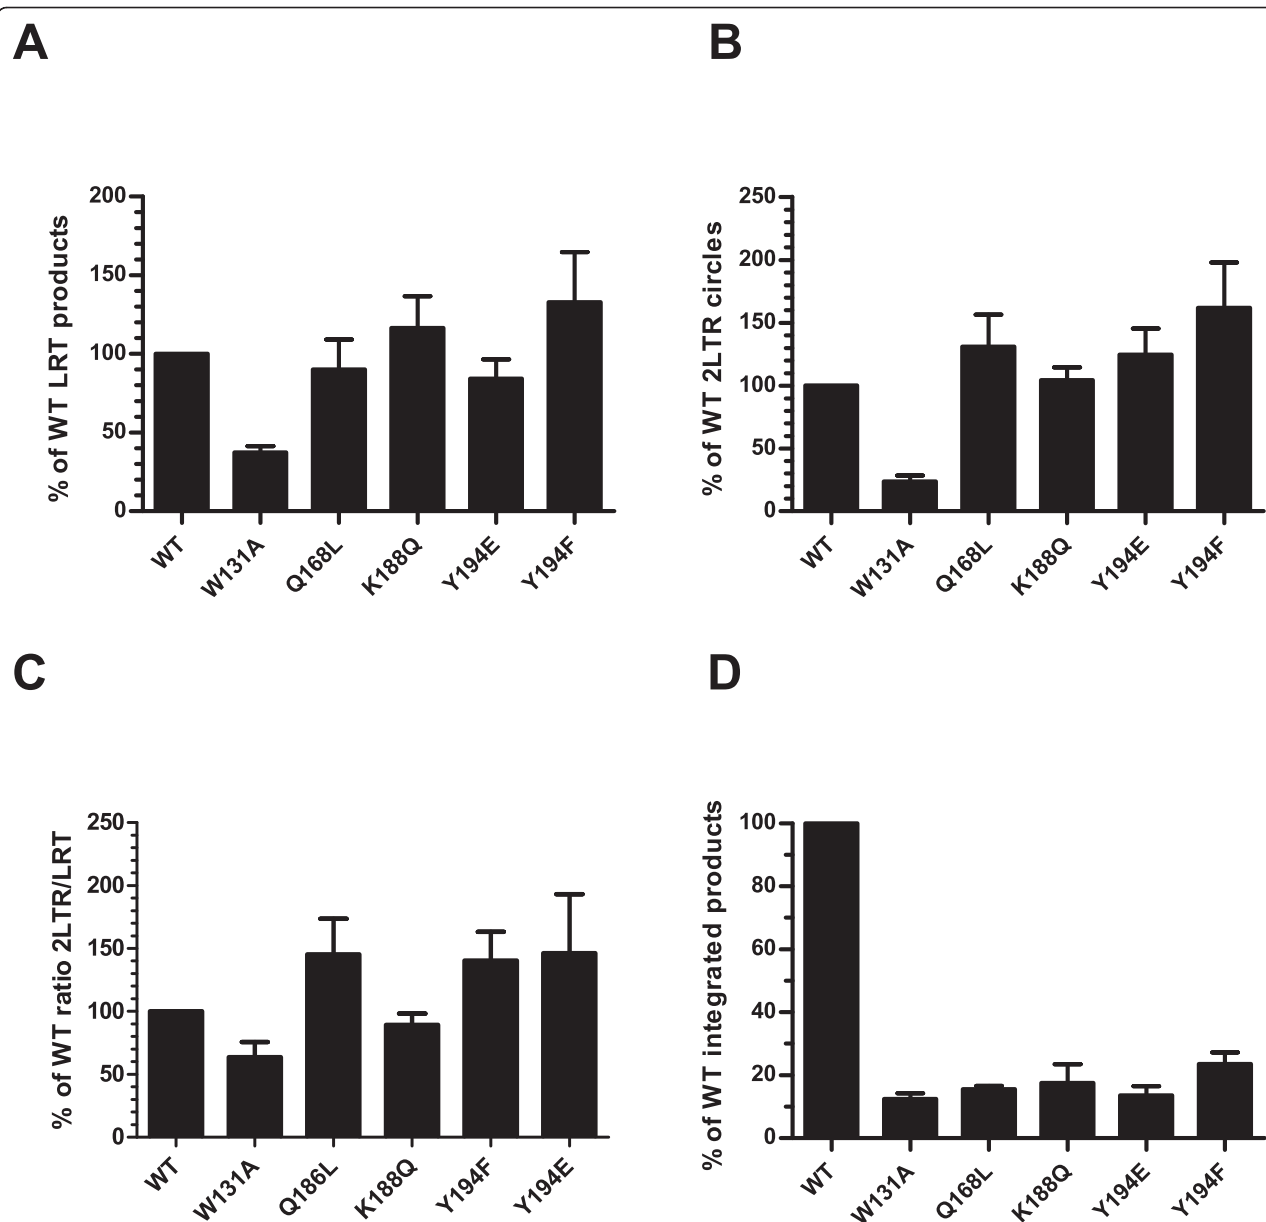 A
% of WT LRT products
200
150
100
50
0
WT
W131A
Q168L
K188Q
Y194E
Y194F
B
% of WT 2LTR circles
250
200
150
100
50
0
WT
W131A
Q168L
K188Q
Y194E
Y194F
C
% of WT ratio 2LTR/LRT
250
200
150
100
50
0
WT
W131A
Q186L
K188Q
Y194F
Y194E
D
% of WT integrated products
100
80
60
40
20
0
WT
W131A
Q168L
K188Q
Y194E
Y194F